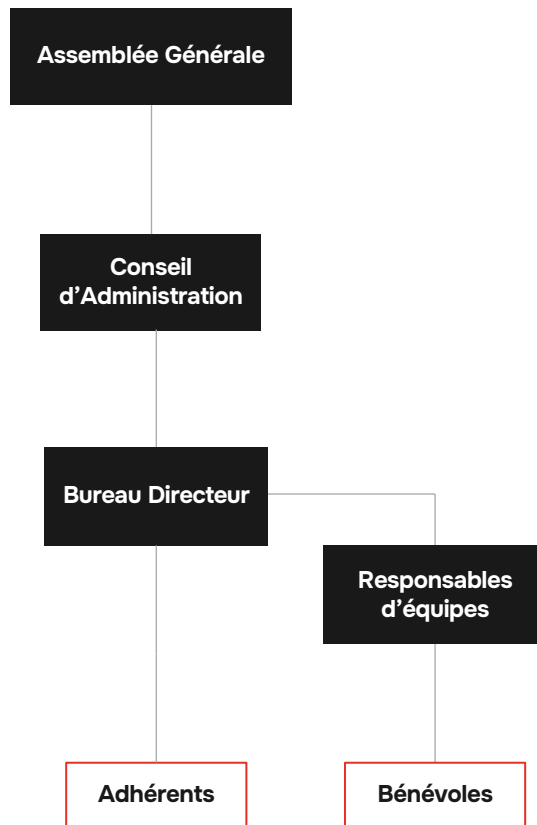 Assemblée Générale
Conseil
d’Administration
Bureau Directeur
Responsables
d’équipes
Adhérents
Bénévoles